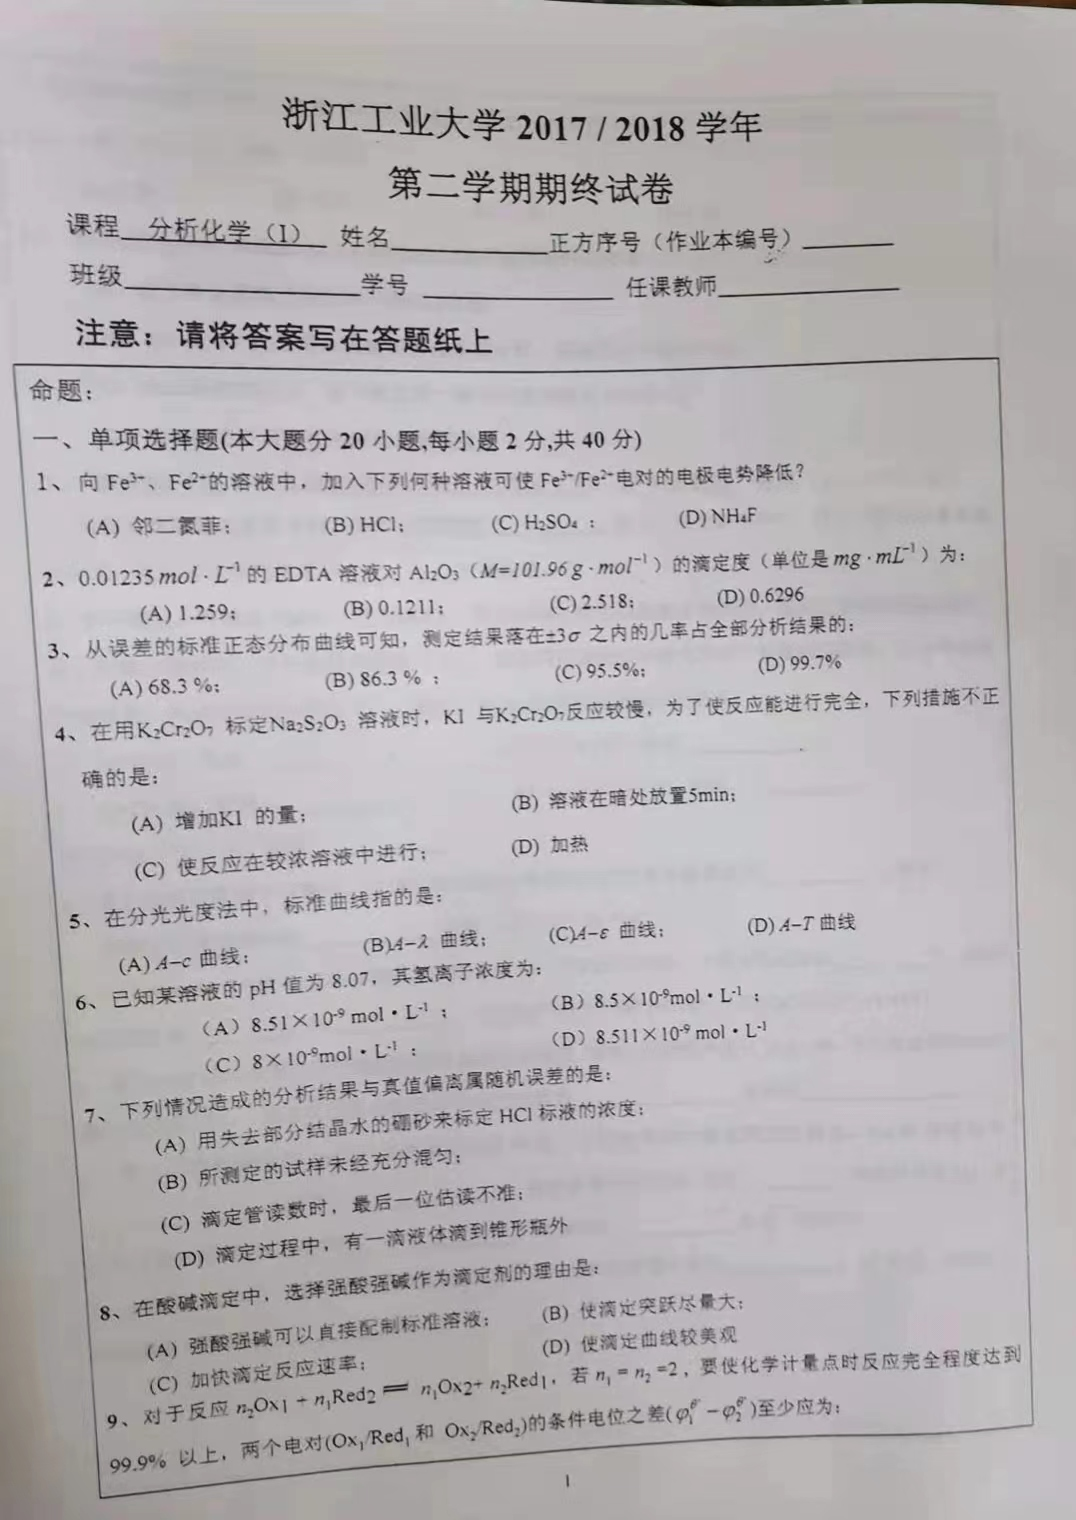 浙江工业大学 2017 / 2018 学年
第二学期期终试卷
课程 分析化学（I） 姓名 正方序号（作业本编号）
班级 学号 任课教师
注意：请将答案写在答题纸上
命题：
一、单项选择题(本大题分 20 小题,每小题 2 分,共 40 分)
1、向 Fe³⁺、Fe²⁺的溶液中，加入下列何种溶液可使 Fe³⁺/Fe²⁺电对的电极电势降低？
(A) 邻二氮菲； (B) HCl； (C) H₂SO₄ ； (D) NH₄F
2、0.01235 mol · L⁻¹ 的 EDTA 溶液对 Al₂O₃（M=101.96 g · mol⁻¹）的滴定度（单位是 mg · mL⁻¹）为：
(A) 1.259； (B) 0.1211； (C) 2.518； (D) 0.6296
3、从误差的标准正态分布曲线可知，测定结果落在±3σ 之内的几率占全部分析结果的：
(A) 68.3 %； (B) 86.3 % ； (C) 95.5%； (D) 99.7%
4、在用K₂Cr₂O₇ 标定Na₂S₂O₃ 溶液时，KI 与K₂Cr₂O₇反应较慢，为了使反应能进行完全，下列措施不正
确的是：
(A) 增加KI 的量； (B) 溶液在暗处放置5min；
(C) 使反应在较浓溶液中进行； (D) 加热
5、在分光光度法中，标准曲线指的是：
(A) A–c 曲线； (B)A–λ 曲线； (C)A–ε 曲线； (D) A–T 曲线
6、已知某溶液的 pH 值为 8.07，其氢离子浓度为：
（A）8.51×10⁻⁹ mol • L⁻¹ ； （B）8.5×10⁻⁹mol • L⁻¹ ；
（C）8×10⁻⁹mol • L⁻¹ ； （D）8.511×10⁻⁹ mol • L⁻¹
7、下列情况造成的分析结果与真值偏离属随机误差的是：
(A) 用失去部分结晶水的硼砂来标定 HCl 标液的浓度；
(B) 所测定的试样未经充分混匀；
(C) 滴定管读数时，最后一位估读不准；
(D) 滴定过程中，有一滴液体滴到锥形瓶外
8、在酸碱滴定中，选择强酸强碱作为滴定剂的理由是：
(A) 强酸强碱可以直接配制标准溶液； (B) 使滴定突跃尽量大；
(C) 加快滴定反应速率； (D) 使滴定曲线较美观
9、对于反应 n₂Ox1 + n₁Red2 ═ n₁Ox2+ n₂Red1，若 n₁ = n₂ =2，要使化学计量点时反应完全程度达到
99.9% 以上，两个电对(Ox₁/Red₁ 和 Ox₂/Red₂)的条件电位之差(φ₁^θ' −φ₂^θ')至少应为：
1